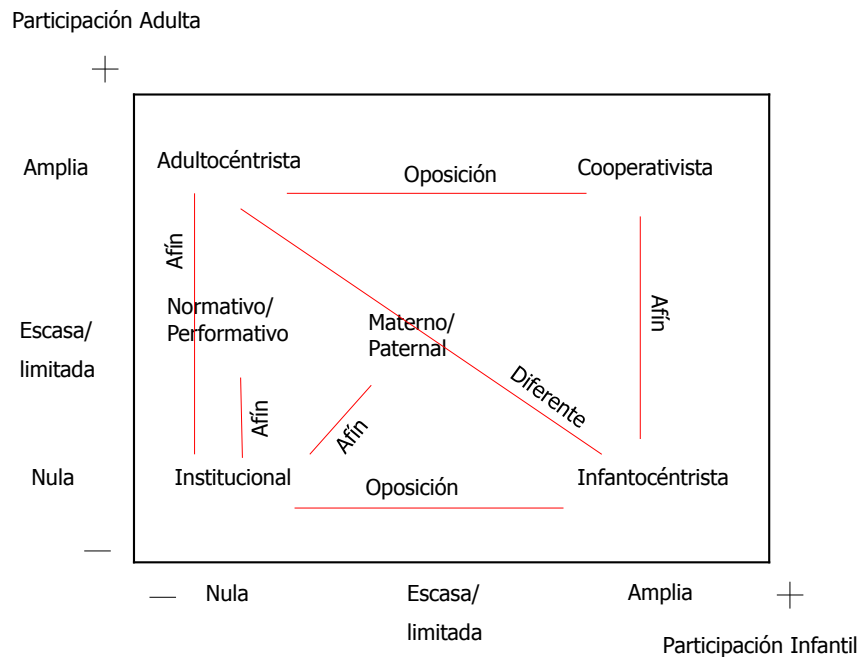 Participación Adulta
+
Amplia
Adultocéntrista
Oposición
Cooperativista
Afín
Normativo/
Performativo
Materno/
Paternal
Afín
Escasa/
limitada
Diferente
Afín
Afín
Nula
Institucional
Oposición
Infantocéntrista
—
— Nula
Escasa/
limitada
Amplia
+
Participación Infantil